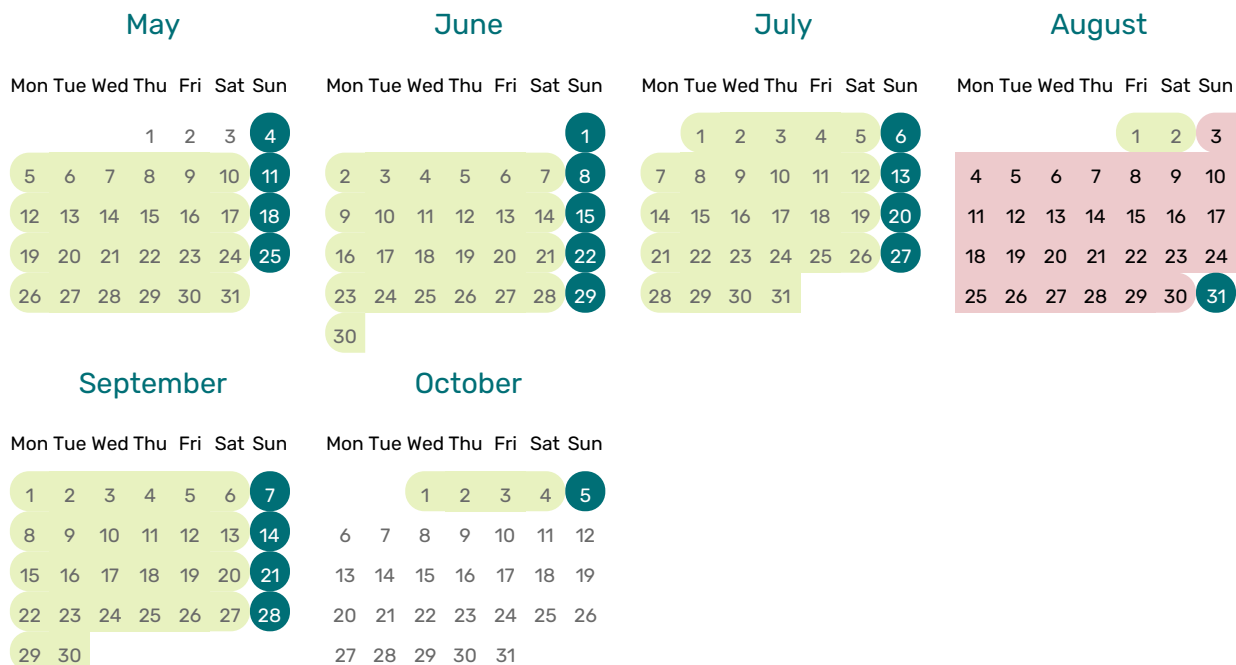 May
Mon Tue Wed Thu Fri Sat Sun
1 2 3 4
5 6 7 8 9 10 11
12 13 14 15 16 17 18
19 20 21 22 23 24 25
26 27 28 29 30 31
June
Mon Tue Wed Thu Fri Sat Sun
1
2 3 4 5 6 7 8
9 10 11 12 13 14 15
16 17 18 19 20 21 22
23 24 25 26 27 28 29
30
July
Mon Tue Wed Thu Fri Sat Sun
1 2 3 4 5 6
7 8 9 10 11 12 13
14 15 16 17 18 19 20
21 22 23 24 25 26 27
28 29 30 31
August
Mon Tue Wed Thu Fri Sat Sun
1 2 3
4 5 6 7 8 9 10
11 12 13 14 15 16 17
18 19 20 21 22 23 24
25 26 27 28 29 30 31
September
Mon Tue Wed Thu Fri Sat Sun
1 2 3 4 5 6 7
8 9 10 11 12 13 14
15 16 17 18 19 20 21
22 23 24 25 26 27 28
29 30
October
Mon Tue Wed Thu Fri Sat Sun
1 2 3 4 5
6 7 8 9 10 11 12
13 14 15 16 17 18 19
20 21 22 23 24 25 26
27 28 29 30 31